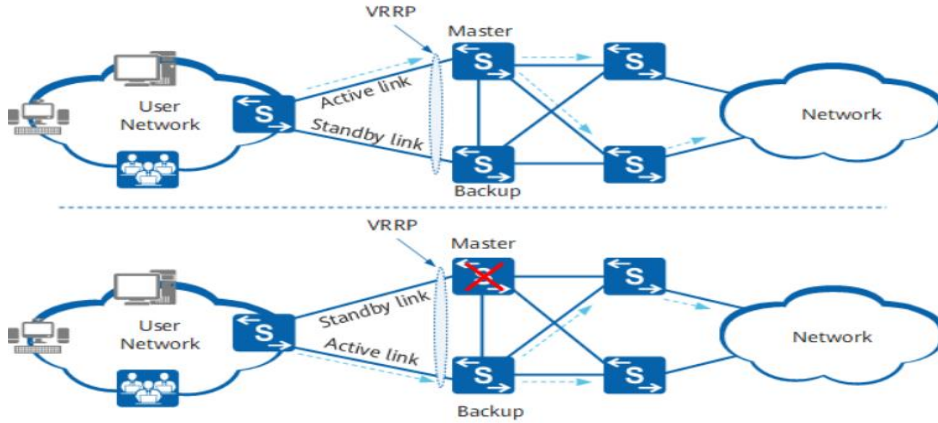 VRRP
Master
Active link
User
Network
S
S
S
Standby link
Network
S
S
Backup
VRRP
Master
S
S
Standby link
User
Network
S
Active link
Network
S
S
Backup